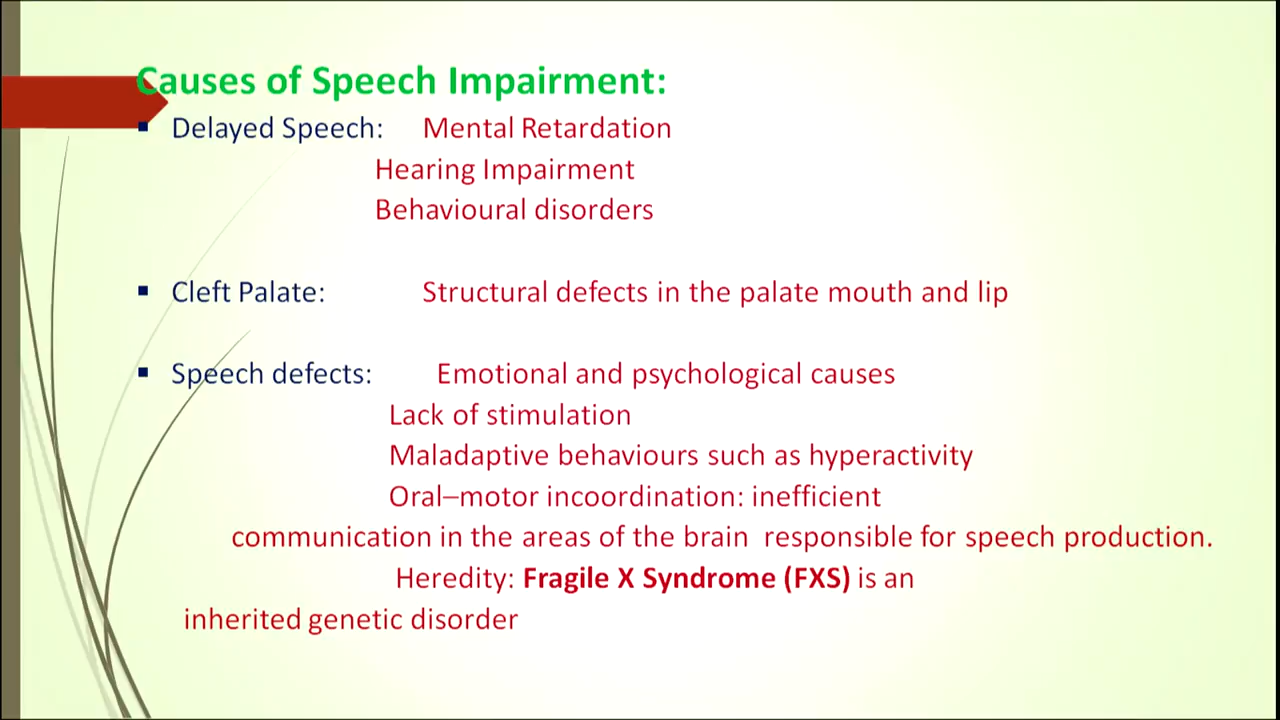 Causes of Speech Impairment:
▪ Delayed Speech: Mental Retardation
Hearing Impairment
Behavioural disorders
▪ Cleft Palate: Structural defects in the palate mouth and lip
▪ Speech defects: Emotional and psychological causes
Lack of stimulation
Maladaptive behaviours such as hyperactivity
Oral–motor incoordination: inefficient
communication in the areas of the brain responsible for speech production.
Heredity: Fragile X Syndrome (FXS) is an
inherited genetic disorder